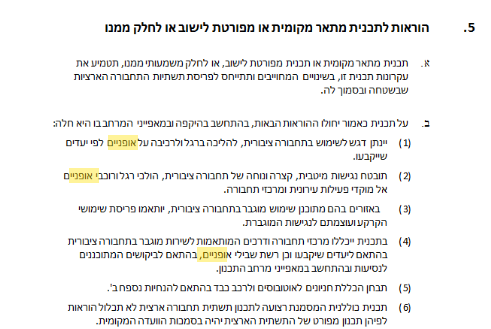 5. הוראות לתכנית מתאר מקומית או מפורטת לישוב או לחלק ממנו
א. תכנית מתאר מקומית או תכנית מפורטת לישוב, או לחלק משמעותי ממנו, תטמיע את
עקרונות תכנית זו, בשינויים המחוייבים ותתייחס לפריסת תשתיות התחבורה הארציות
שבשטחה ובסמוך לה.
ב. על תכנית כאמור יחולו ההוראות הבאות, בהתחשב בהיקפה ובמאפייני המרחב בו היא חלה:
(1) יינתן דגש לשימוש בתחבורה ציבורית, להליכה ברגל ולרכיבה על אופניים לפי יעדים
שייקבעו.
(2) תובטח נגישות מיטבית, קצרה ונוחה של תחבורה ציבורית, הולכי רגל ורוכבי אופניים
אל מוקדי פעילות עירונית ומרכזי תחבורה.
(3) באזורים בהם מתוכנן שימוש מוגבר בתחבורה ציבורית, יותאמו פריסת שימושי
הקרקע ועוצמתם לנגישות המוגברת.
(4) בתכנית ייכללו מרכזי תחבורה ודרכים המותאמות לשירות מוגבר בתחבורה ציבורית
בהתאם ליעדים שיקבעו וכן רשת שבילי אופניים, בהתאם לביקושים המתוכננים
לנסיעות ובהתחשב במאפייני מרחב התכנון.
(5) תבחן הכללת חניונים לאוטובוסים ולרכב כבד בהתאם להנחיות נספח ב'.
(6) תכנית כוללנית המסמנת רצועה לתכנון תשתית תחבורה ארצית לא תכלול הוראות
לפיהן תכנון מפורט של התשתית הארצית יהיה בסמכות הוועדה המקומית.